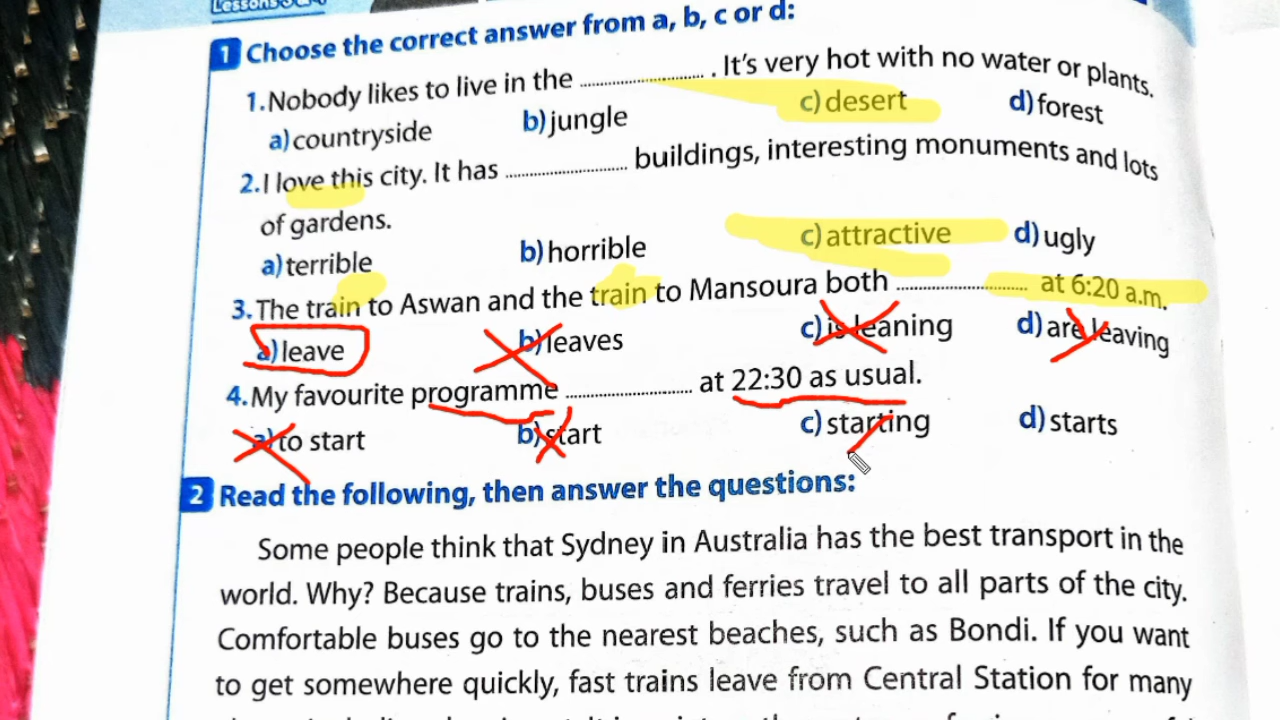 Lessons 3&4
1 Choose the correct answer from a, b, c or d:
1. Nobody likes to live in the .................... . It's very hot with no water or plants.
a) countryside b) jungle c) desert d) forest
2. I love this city. It has .................... buildings, interesting monuments and lots
of gardens.
a) terrible b) horrible c) attractive d) ugly
3. The train to Aswan and the train to Mansoura both .................... at 6:20 a.m.
a) leave b) leaves c) is leaning d) are leaving
4. My favourite programme .................... at 22:30 as usual.
a) to start b) start c) starting d) starts
2 Read the following, then answer the questions:
Some people think that Sydney in Australia has the best transport in the
world. Why? Because trains, buses and ferries travel to all parts of the city.
Comfortable buses go to the nearest beaches, such as Bondi. If you want
to get somewhere quickly, fast trains leave from Central Station for many